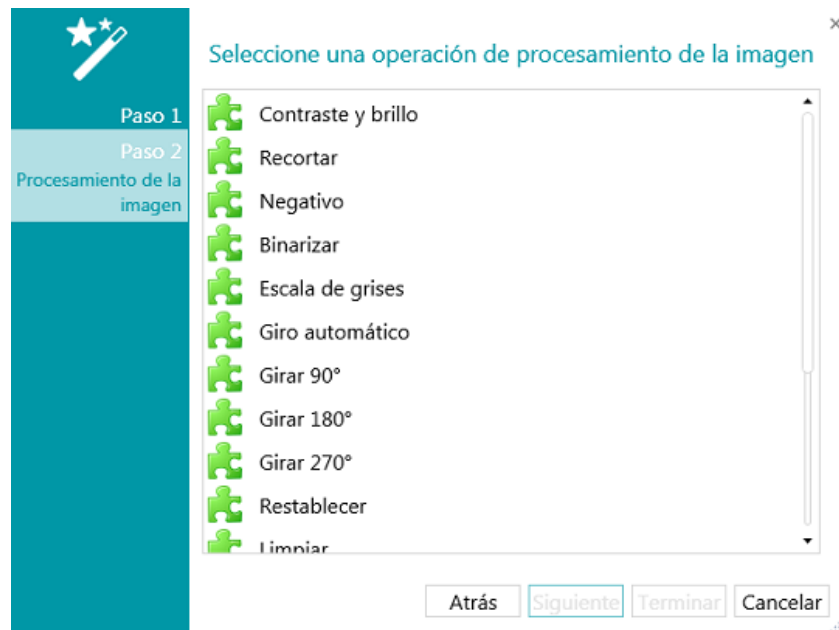 Seleccione una operación de procesamiento de la imagen
Paso 1
Paso 2
Procesamiento de la
imagen
Contraste y brillo
Recortar
Negativo
Binarizar
Escala de grises
Giro automático
Girar 90°
Girar 180°
Girar 270°
Restablecer
Limpiar
Atrás
Siguiente
Terminar
Cancelar